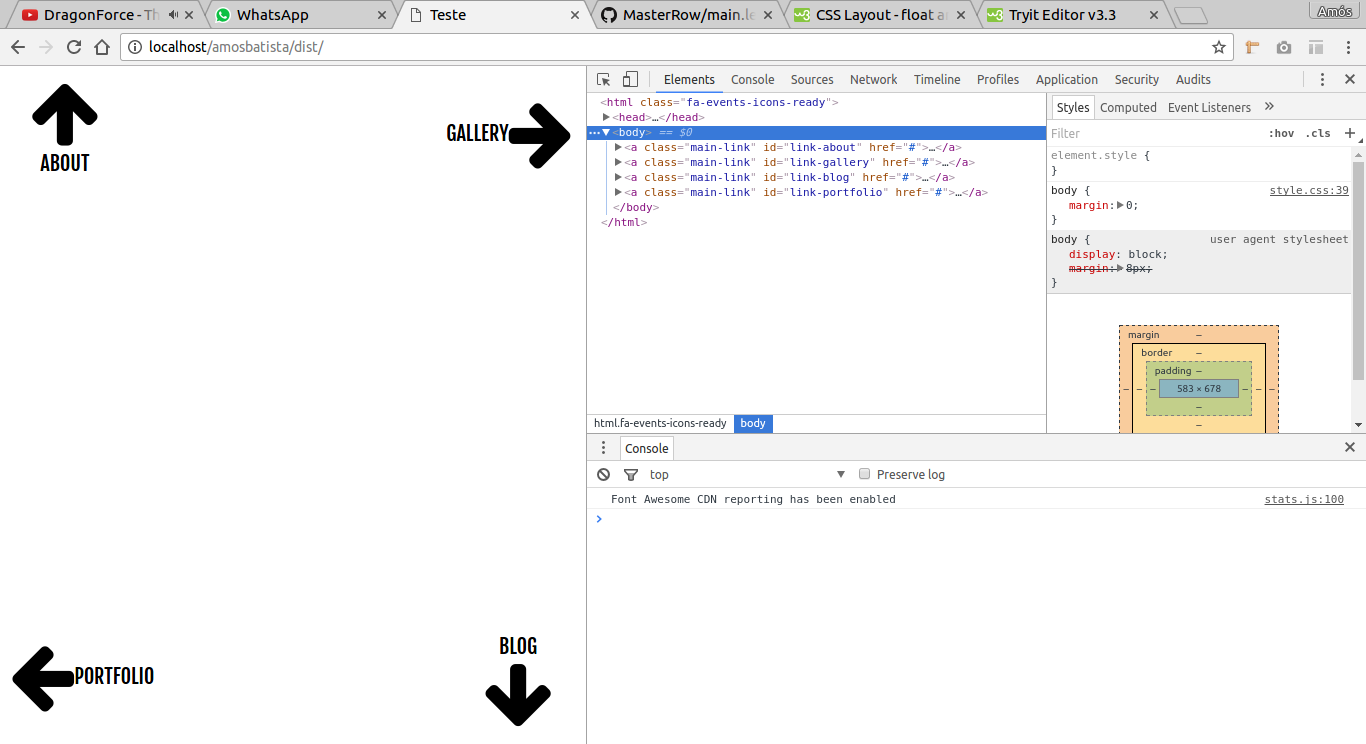 DragonForce - Th
WhatsApp
Teste
MasterRow/main.le
CSS Layout - float a
Tryit Editor v3.3
Amós
localhost/amosbatista/dist/
ABOUT
GALLERY
PORTFOLIO
BLOG
Elements Console Sources Network Timeline Profiles Application Security Audits
<html class="fa-events-icons-ready">
<head>…</head>
<body> == $0
<a class="main-link" id="link-about" href="#">…</a>
<a class="main-link" id="link-gallery" href="#">…</a>
<a class="main-link" id="link-blog" href="#">…</a>
<a class="main-link" id="link-portfolio" href="#">…</a>
</body>
</html>
html.fa-events-icons-ready body
Styles Computed Event Listeners »
Filter :hov .cls +
element.style {
}
body { style.css:39
margin: 0;
}
body { user agent stylesheet
display: block;
margin: 8px;
}
margin –
border –
padding –
– – – 583 × 678 – – –
–
–
Console
top Preserve log
Font Awesome CDN reporting has been enabled stats.js:100